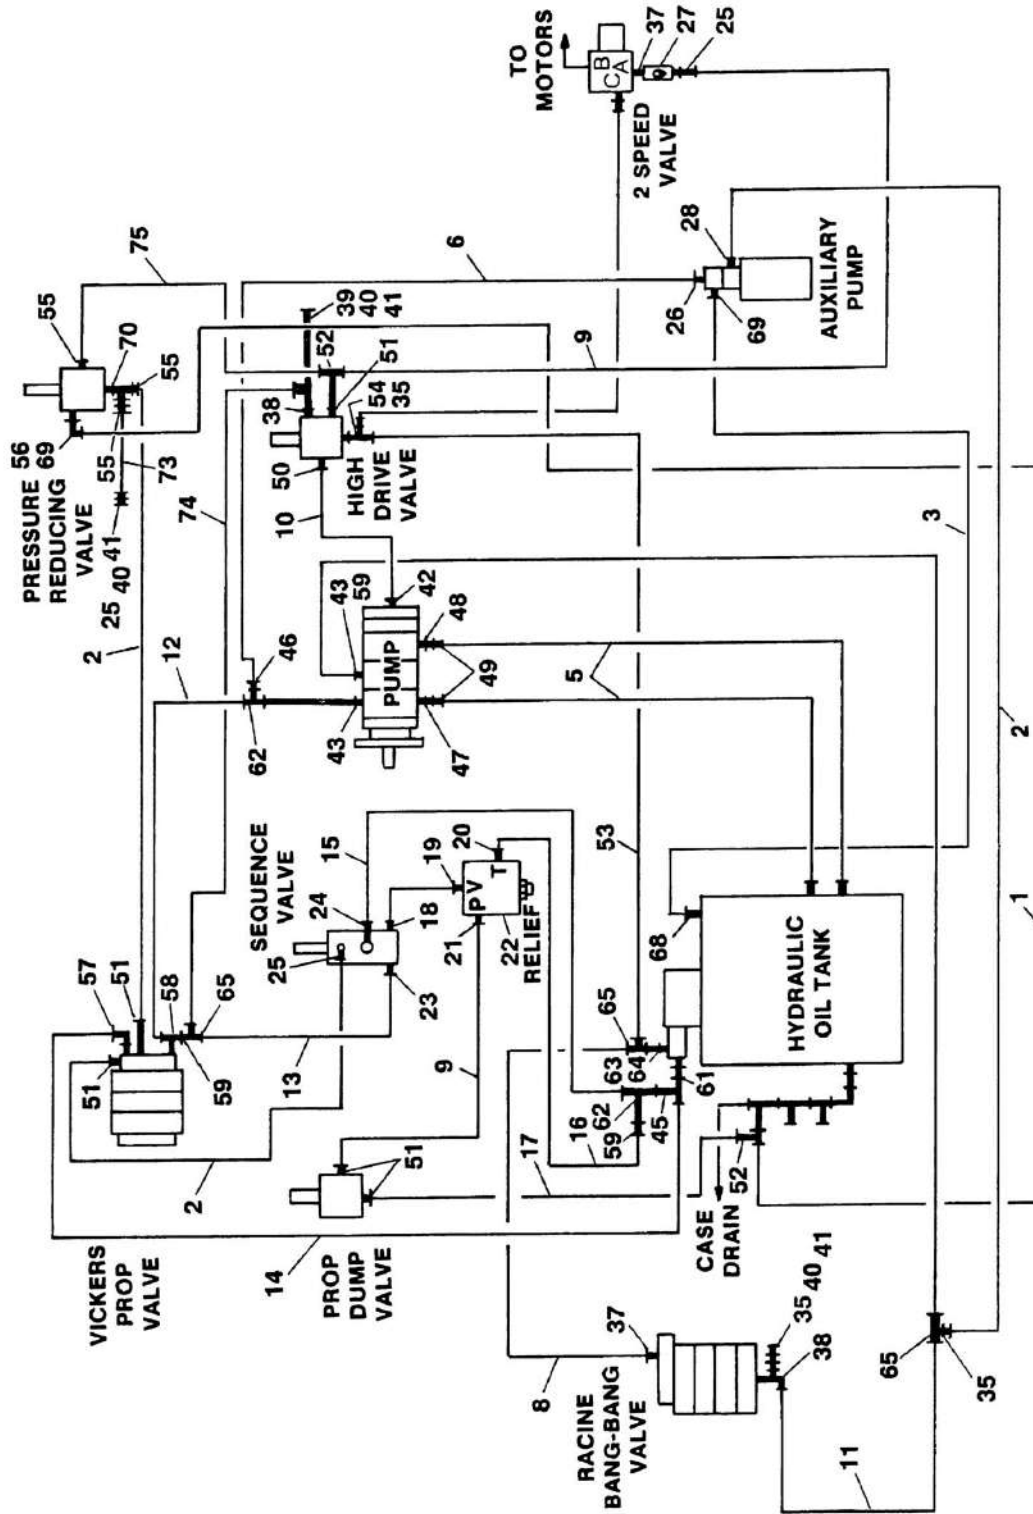 TO
MOTORS
37
27
25
B
C A
2 SPEED
VALVE
75
6
28
26
69
AUXILIARY
PUMP
9
55
70
55
39
40
41
52
51
38
54
35
50
HIGH
DRIVE
VALVE
10
3
56
69
55
73
PRESSURE
REDUCING
VALVE
25
40
41
74
2
12
46
62
43
59
42
43
PUMP
48
49
47
5
2
53
1
SEQUENCE
VALVE
15
24
25
18
19
20
P V
T
21
22
RELIEF
23
68
HYDRAULIC
OIL TANK
57
51
58
65
51
59
13
9
65
64
63
61
62
59
45
16
17
52
CASE
DRAIN
2
51
VICKERS
PROP
VALVE
14
PROP
DUMP
VALVE
37
8
RACINE
BANG-BANG
VALVE
35
40
41
38
65
35
11